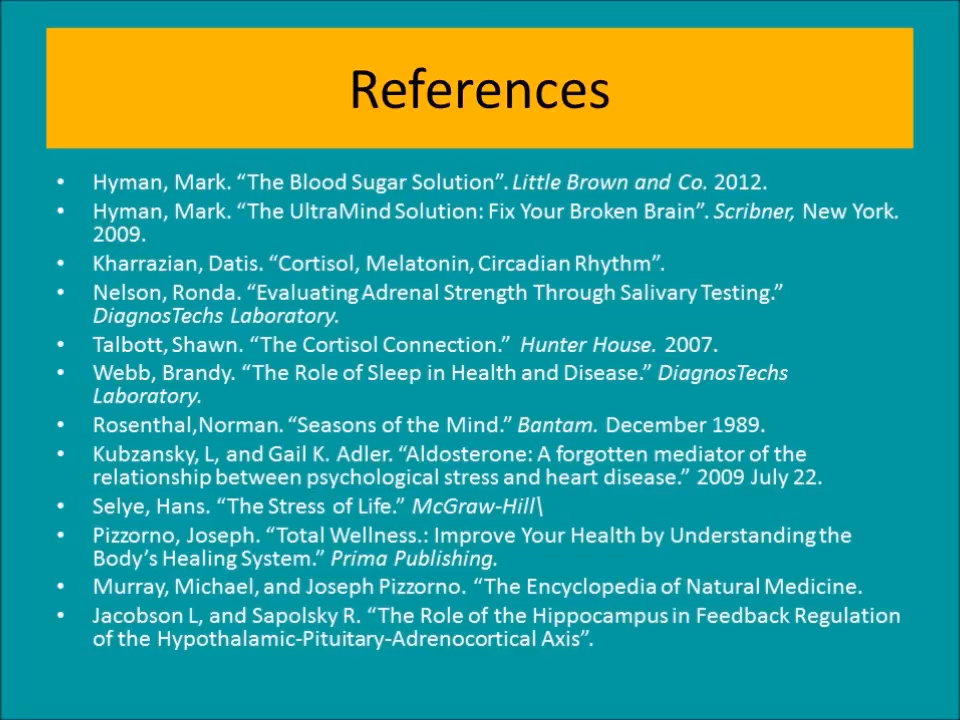 References
• Hyman, Mark. “The Blood Sugar Solution”. Little Brown and Co. 2012.
• Hyman, Mark. “The UltraMind Solution: Fix Your Broken Brain”. Scribner, New York.
2009.
• Kharrazian, Datis. “Cortisol, Melatonin, Circadian Rhythm”.
• Nelson, Ronda. “Evaluating Adrenal Strength Through Salivary Testing.”
DiagnosTechs Laboratory.
• Talbott, Shawn. “The Cortisol Connection.” Hunter House. 2007.
• Webb, Brandy. “The Role of Sleep in Health and Disease.” DiagnosTechs
Laboratory.
• Rosenthal,Norman. “Seasons of the Mind.” Bantam. December 1989.
• Kubzansky, L, and Gail K. Adler. “Aldosterone: A forgotten mediator of the
relationship between psychological stress and heart disease.” 2009 July 22.
• Selye, Hans. “The Stress of Life.” McGraw-Hill\
• Pizzorno, Joseph. “Total Wellness.: Improve Your Health by Understanding the
Body’s Healing System.” Prima Publishing.
• Murray, Michael, and Joseph Pizzorno. “The Encyclopedia of Natural Medicine.
• Jacobson L, and Sapolsky R. “The Role of the Hippocampus in Feedback Regulation
of the Hypothalamic-Pituitary-Adrenocortical Axis”.